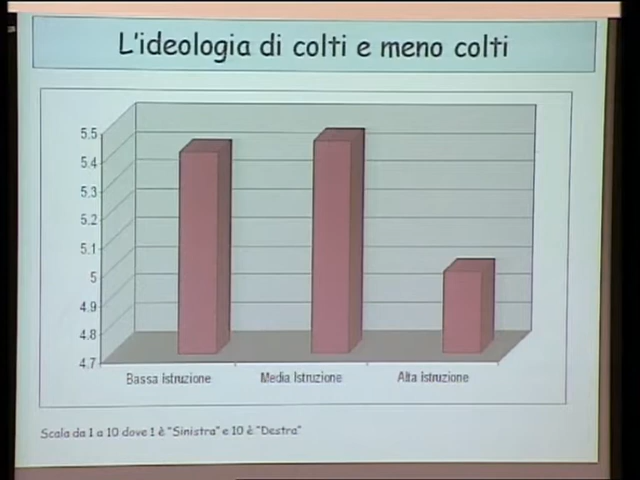 L'ideologia di colti e meno colti
5.5
5.4
5.3
5.2
5.1
5
4.9
4.8
4.7
Bassa Istruzione
Media Istruzione
Alta Istruzione
Scala da 1 a 10 dove 1 è "Sinistra" e 10 è "Destra"